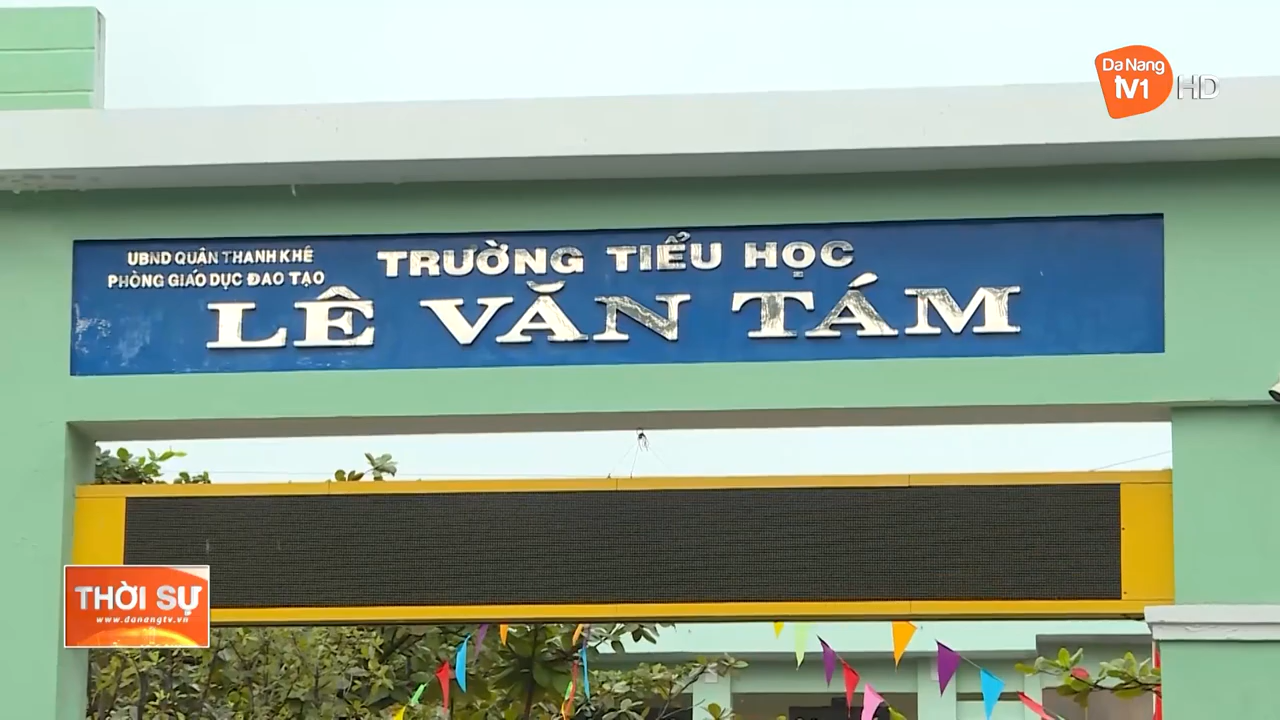 Da Nang
TV1 HD
UBND QUẬN THANH KHÊ
PHÒNG GIÁO DỤC ĐAO TẠO
TRƯỜNG TIỂU HỌC
LÊ VĂN TÁM
THỜI SỰ
www.danangtv.vn